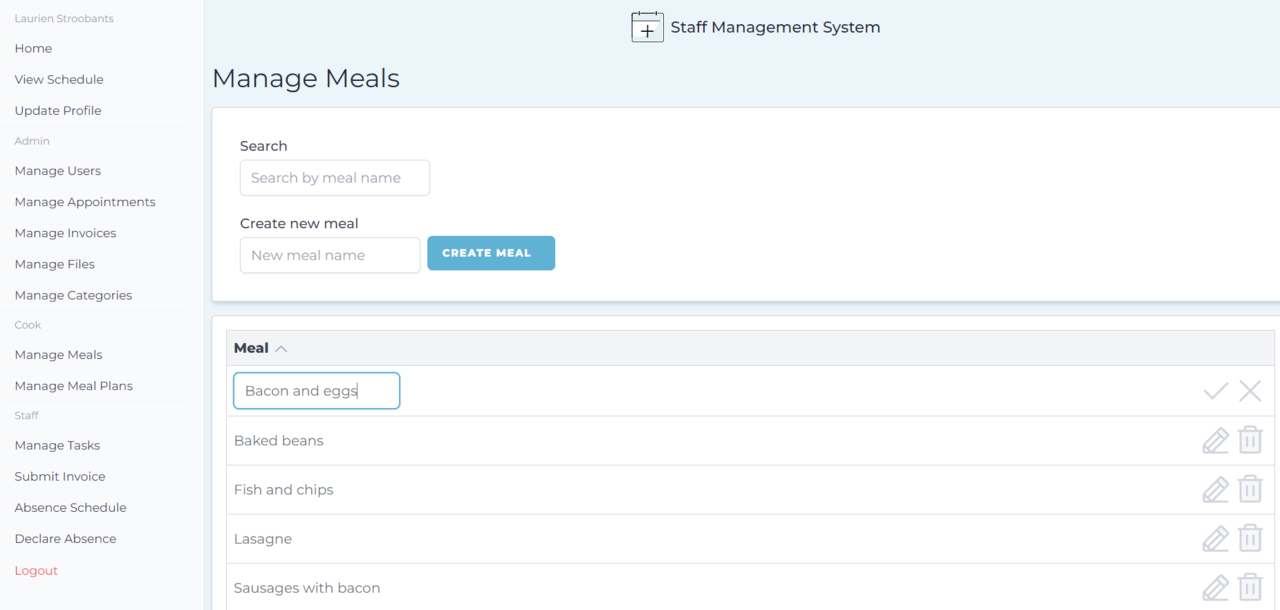 Laurien Stroobants
Home
View Schedule
Update Profile
Admin
Manage Users
Manage Appointments
Manage Invoices
Manage Files
Manage Categories
Cook
Manage Meals
Manage Meal Plans
Staff
Manage Tasks
Submit Invoice
Absence Schedule
Declare Absence
Logout
Staff Management System
Manage Meals
Search
Search by meal name
Create new meal
New meal name
CREATE MEAL
Meal
Bacon and eggs
Baked beans
Fish and chips
Lasagne
Sausages with bacon